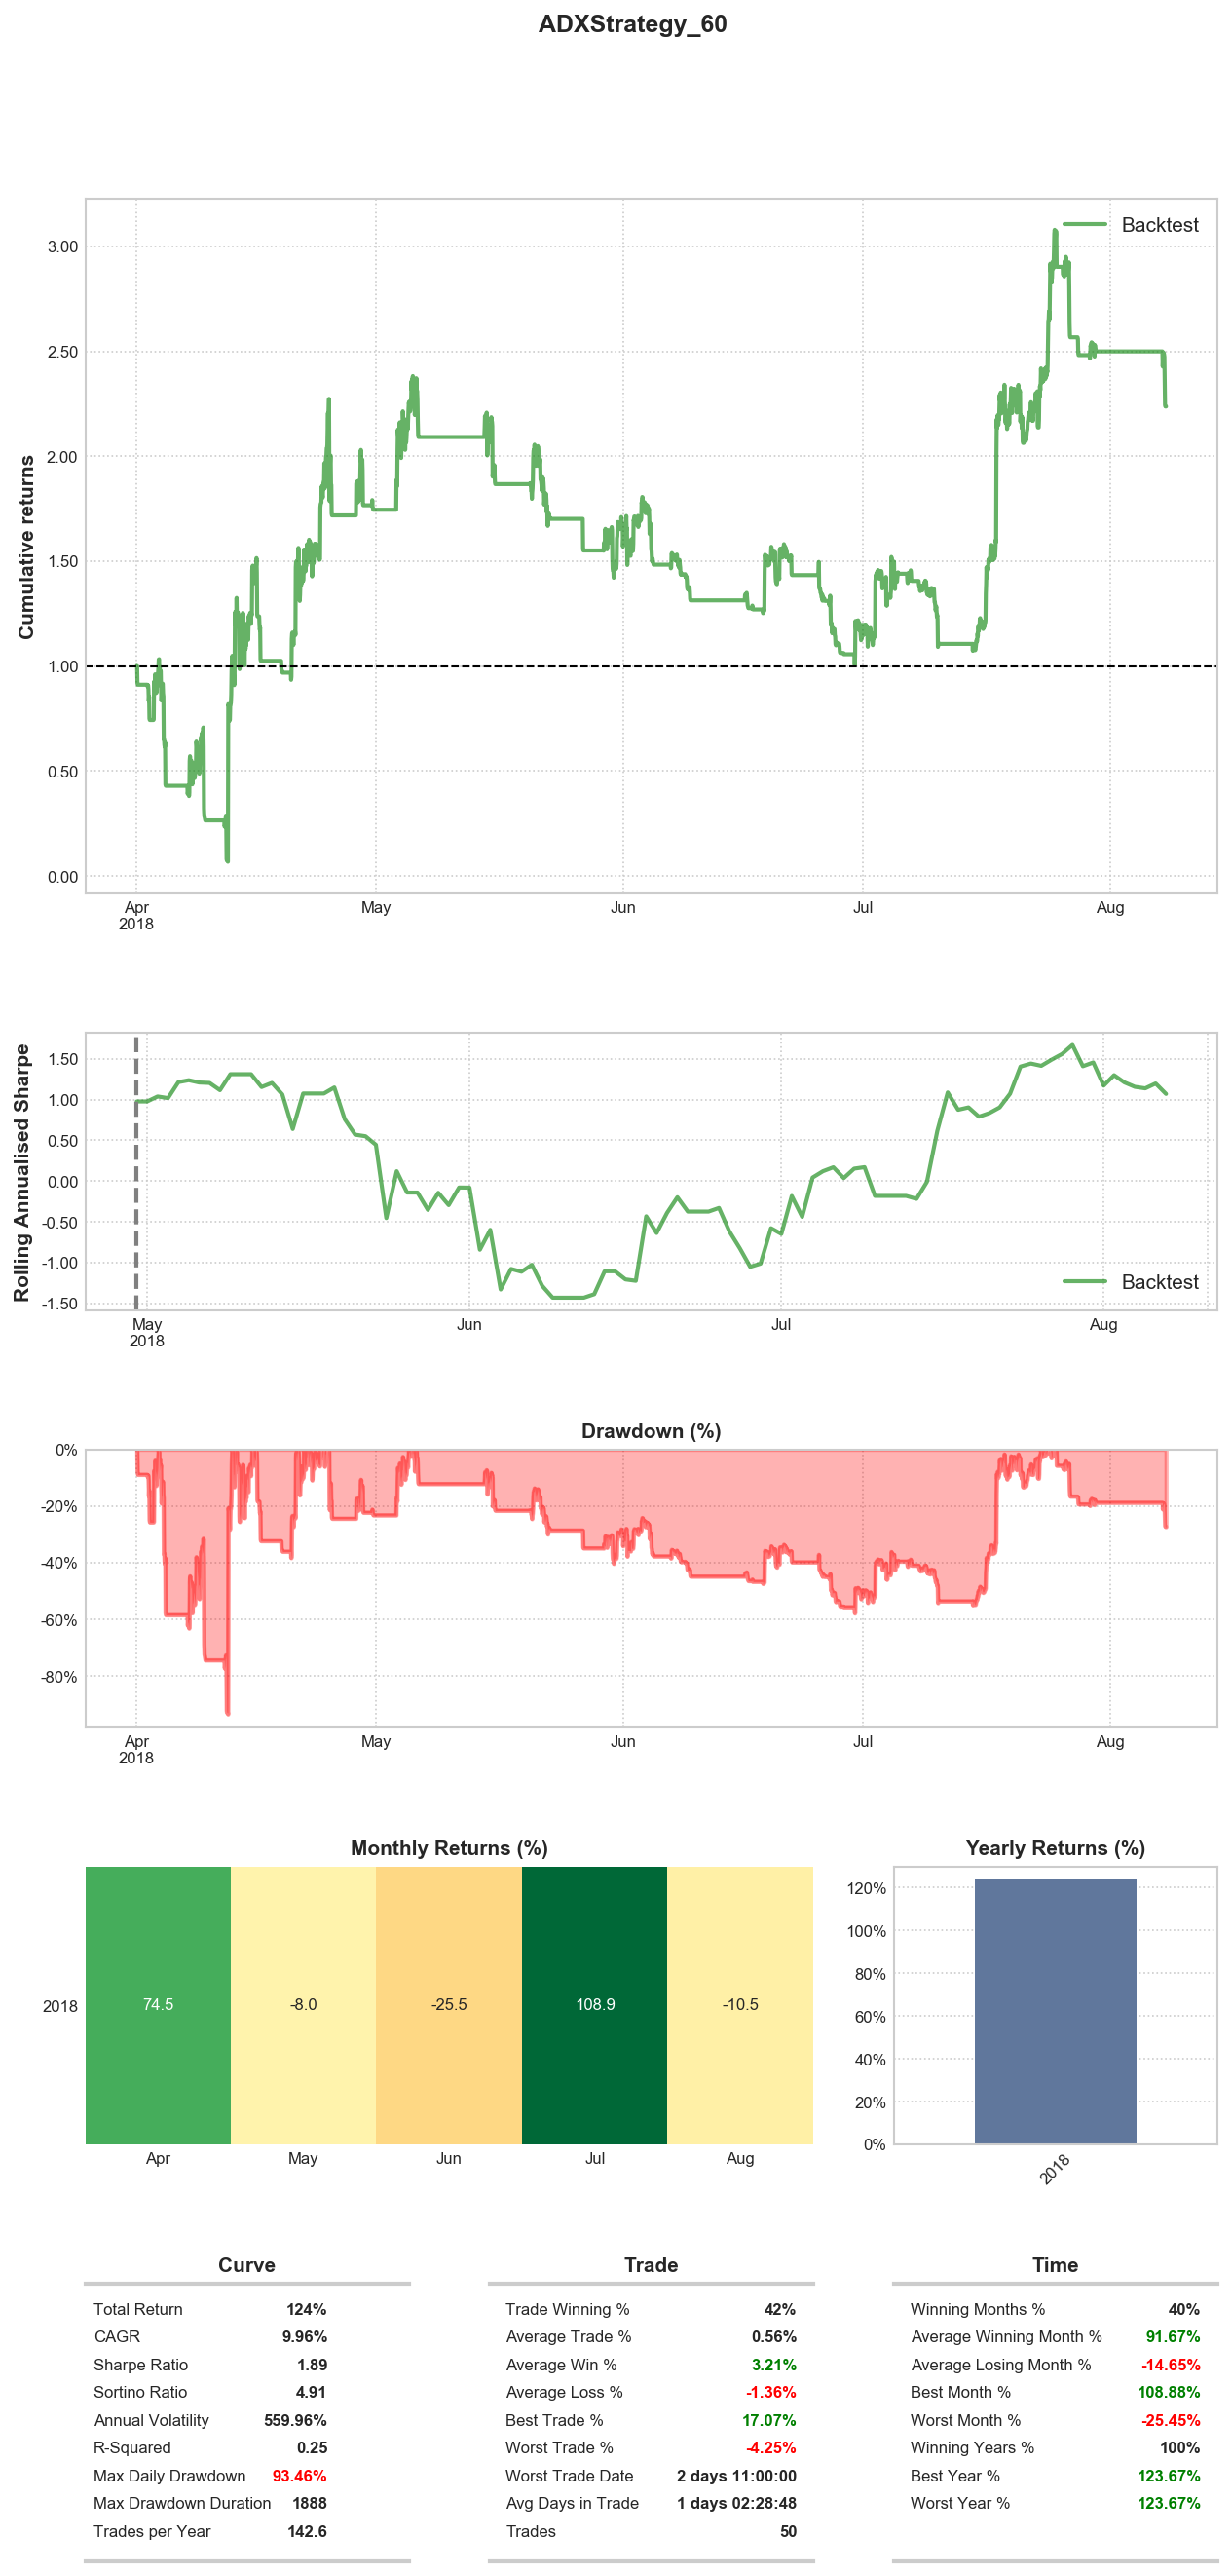 ADXStrategy_60
Cumulative returns
3.00
2.50
2.00
1.50
1.00
0.50
0.00
Backtest
Apr May Jun Jul Aug
2018
Rolling Annualised Sharpe
1.50
1.00
0.50
0.00
-0.50
-1.00
-1.50
Backtest
May Jun Jul Aug
2018
Drawdown (%)
0%
-20%
-40%
-60%
-80%
Apr May Jun Jul Aug
2018
Monthly Returns (%)
2018 74.5 -8.0 -25.5 108.9 -10.5
Apr May Jun Jul Aug
Yearly Returns (%)
120%
100%
80%
60%
40%
20%
0%
2018
Curve
Total Return 124%
CAGR 9.96%
Sharpe Ratio 1.89
Sortino Ratio 4.91
Annual Volatility 559.96%
R-Squared 0.25
Max Daily Drawdown 93.46%
Max Drawdown Duration 1888
Trades per Year 142.6
Trade
Trade Winning % 42%
Average Trade % 0.56%
Average Win % 3.21%
Average Loss % -1.36%
Best Trade % 17.07%
Worst Trade % -4.25%
Worst Trade Date 2 days 11:00:00
Avg Days in Trade 1 days 02:28:48
Trades 50
Time
Winning Months % 40%
Average Winning Month % 91.67%
Average Losing Month % -14.65%
Best Month % 108.88%
Worst Month % -25.45%
Winning Years % 100%
Best Year % 123.67%
Worst Year % 123.67%